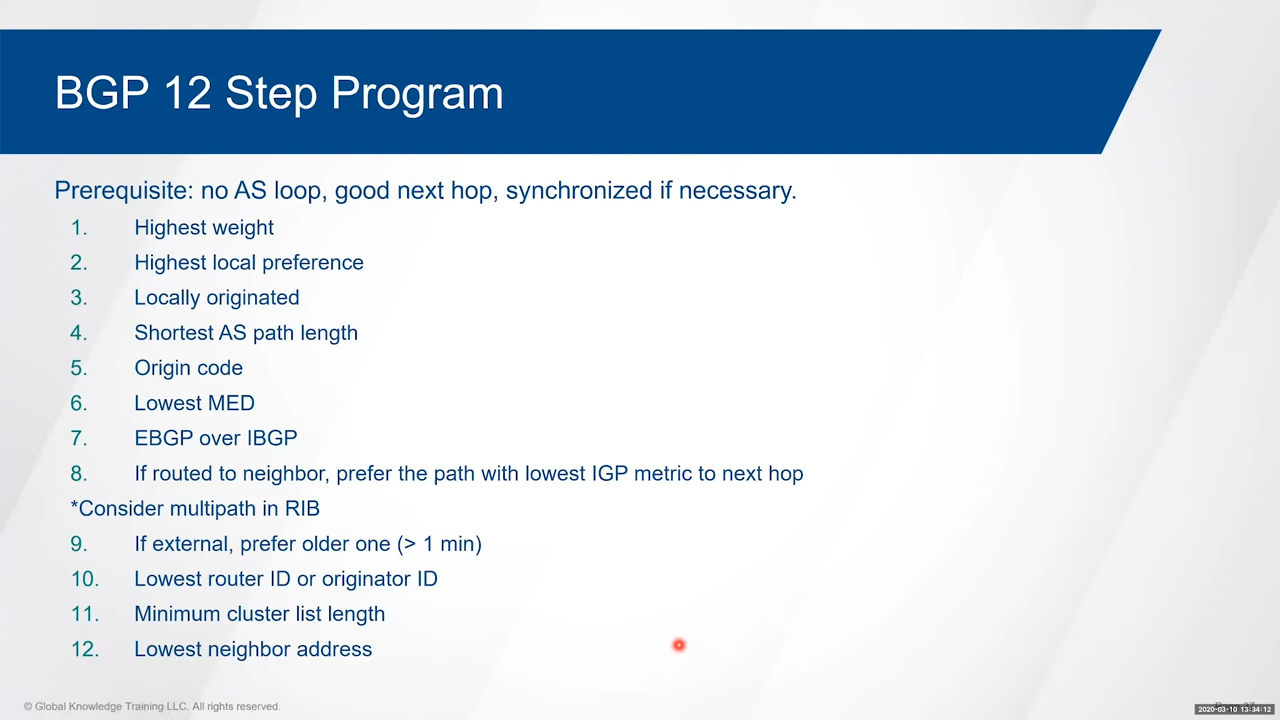 BGP 12 Step Program
Prerequisite: no AS loop, good next hop, synchronized if necessary.
1. Highest weight
2. Highest local preference
3. Locally originated
4. Shortest AS path length
5. Origin code
6. Lowest MED
7. EBGP over IBGP
8. If routed to neighbor, prefer the path with lowest IGP metric to next hop
*Consider multipath in RIB
9. If external, prefer older one (> 1 min)
10. Lowest router ID or originator ID
11. Minimum cluster list length
12. Lowest neighbor address
© Global Knowledge Training LLC. All rights reserved.
2020-03-10 13:34:12